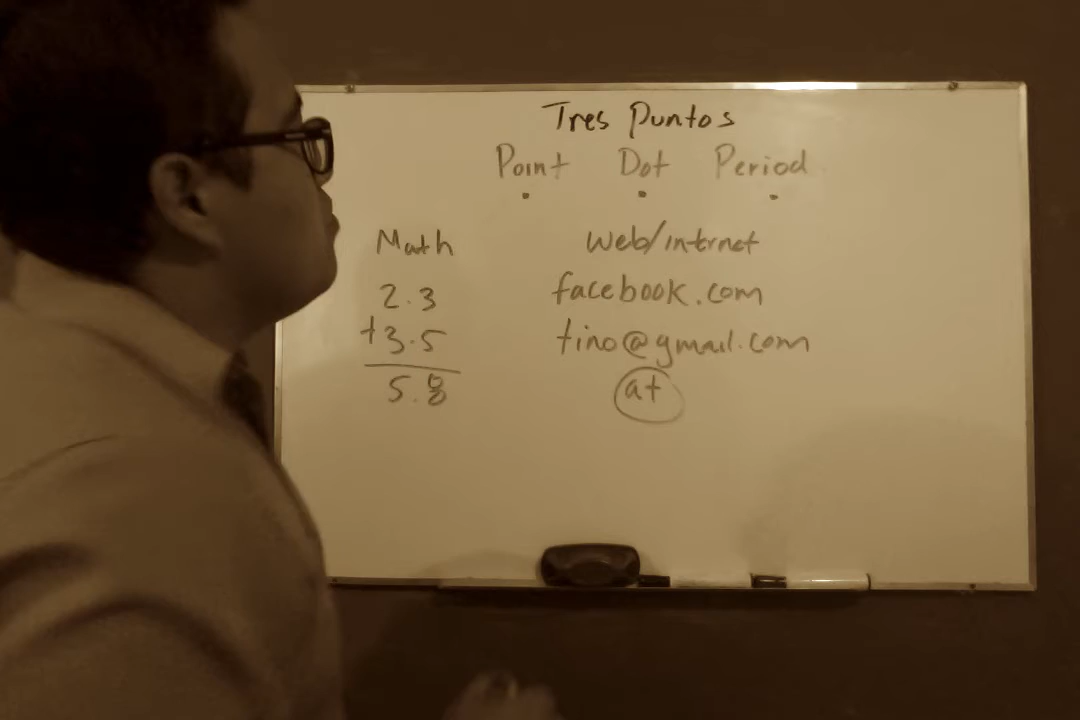 Tres Puntos
Point Dot Period
. . .
Math web/internet
2.3 facebook.com
+3.5 tino@gmail.com
5.8 at